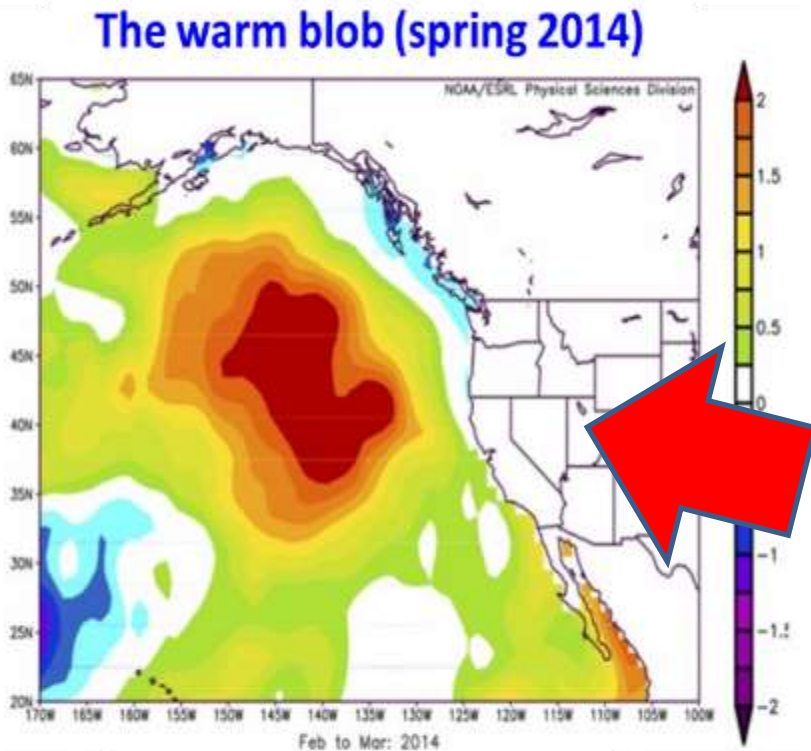 The warm blob (spring 2014)
NOAA/ESRL Physical Sciences Division
65N
60N
55N
50N
45N
40N
35N
30N
25N
20N
170W 165W 160W 155W 150W 145W 140W 135W 130W 125W 120W 115W 110W 105W 100W
Feb to Mar: 2014
2
1.5
1
0.5
0
-1
-1.5
-2